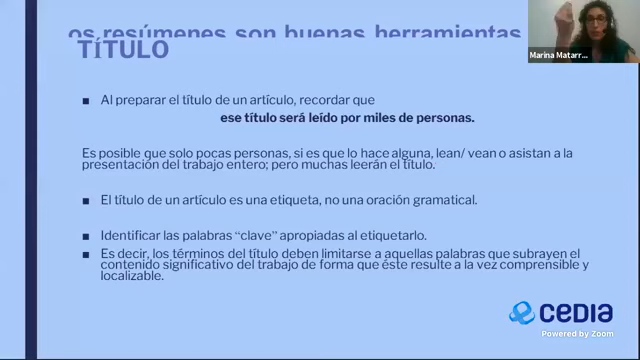 os resúmenes son buenas herramientas
TÍTULO
Marina Matarr...
■ Al preparar el título de un artículo, recordar que
ese título será leído por miles de personas.
Es posible que solo pocas personas, si es que lo hace alguna, lean/ vean o asistan a la
presentación del trabajo entero; pero muchas leerán el título.
■ El título de un artículo es una etiqueta, no una oración gramatical.
■ Identificar las palabras “clave” apropiadas al etiquetarlo.
■ Es decir, los términos del título deben limitarse a aquellas palabras que subrayen el
contenido significativo del trabajo de forma que éste resulte a la vez comprensible y
localizable.
CEDIA
Powered by Zoom